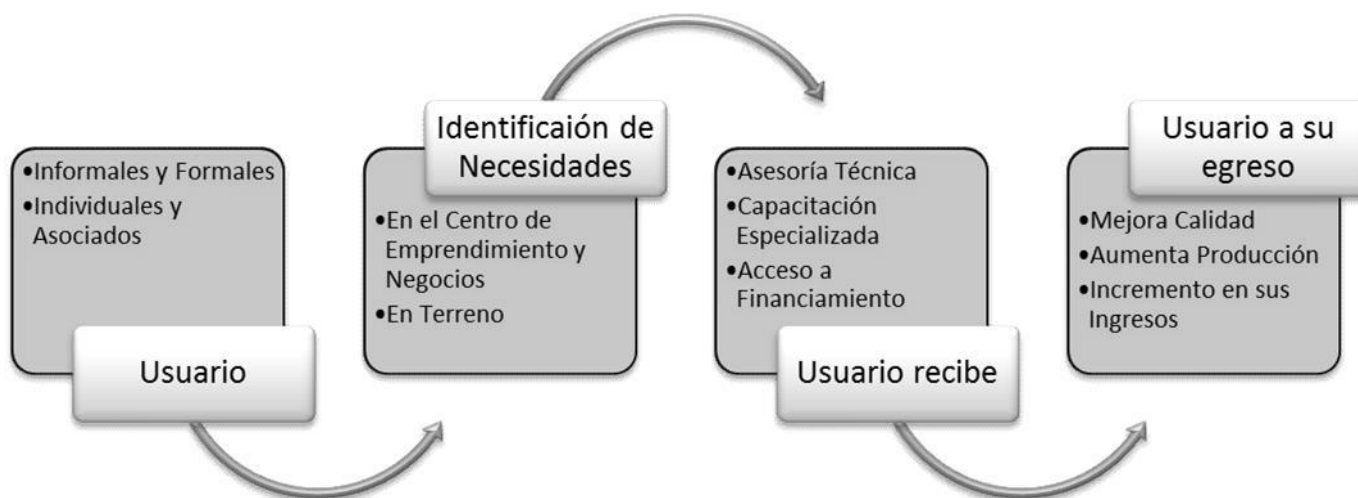 •Informales y Formales
•Individuales y
Asociados
Usuario
Identificaión de
Necesidades
•En el Centro de
Emprendimiento y
Negocios
•En Terreno
•Asesoría Técnica
•Capacitación
Especializada
•Acceso a
Financiamiento
Usuario recibe
Usuario a su
egreso
•Mejora Calidad
•Aumenta Producción
•Incremento en sus
Ingresos